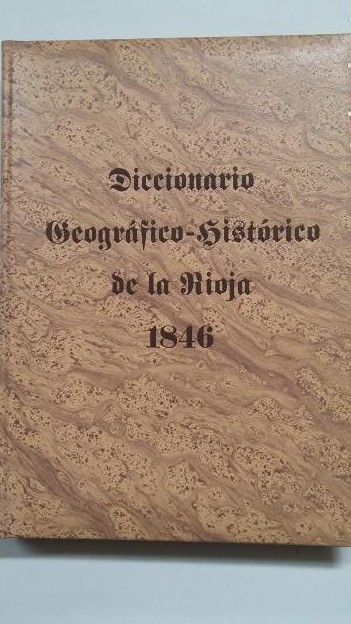 Diccionario
Geográfico-Histórico
de la Rioja
1846